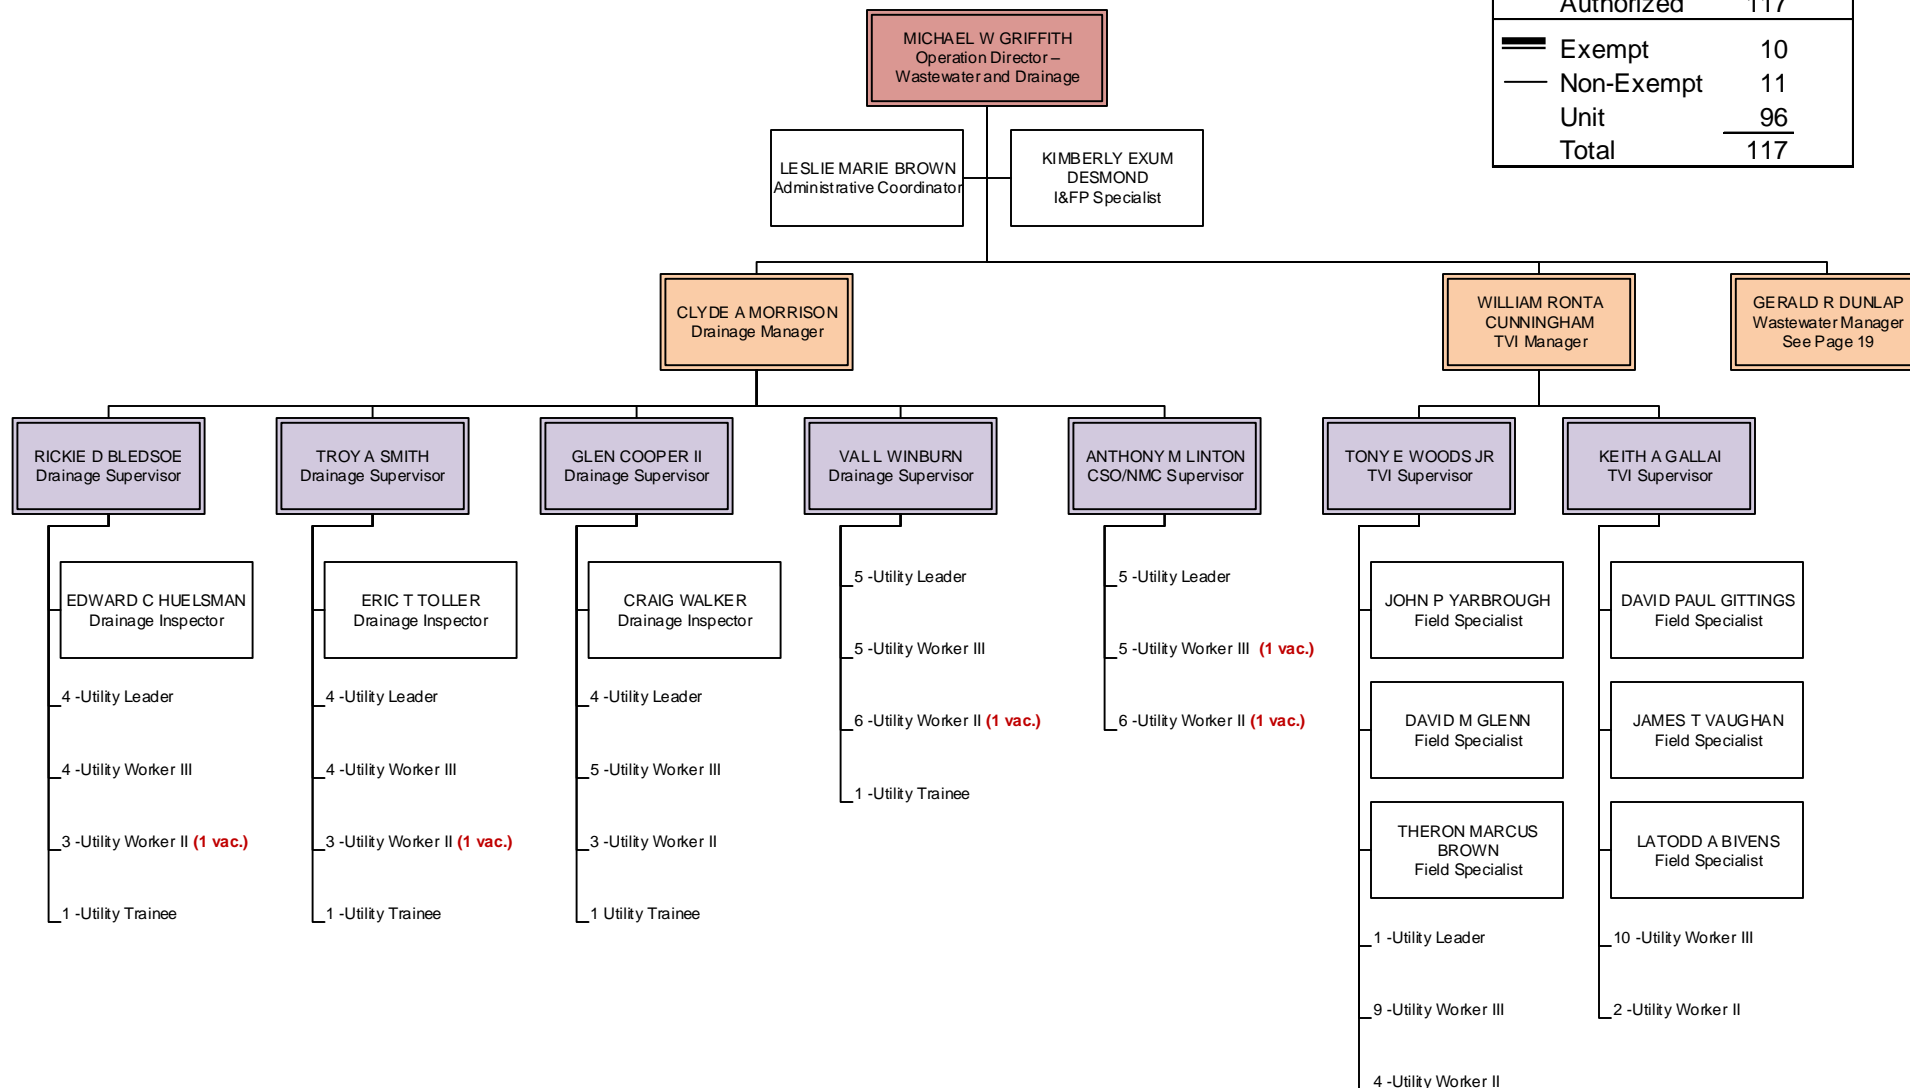 Authorized 117
Exempt 10
Non-Exempt 11
Unit 96
Total 117
MICHAEL W GRIFFITH
Operation Director –
Wastewater and Drainage
LESLIE MARIE BROWN
Administrative Coordinator
KIMBERLY EXUM
DESMOND
I&FP Specialist
CLYDE A MORRISON
Drainage Manager
WILLIAM RONTA
CUNNINGHAM
TVI Manager
GERALD R DUNLAP
Wastewater Manager
See Page 19
RICKIE D BLEDSOE
Drainage Supervisor
TROY A SMITH
Drainage Supervisor
GLEN COOPER II
Drainage Supervisor
VAL L WINBURN
Drainage Supervisor
ANTHONY M LINTON
CSO/NMC Supervisor
TONY E WOODS JR
TVI Supervisor
KEITH A GALLAI
TVI Supervisor
EDWARD C HUELSMAN
Drainage Inspector
4 -Utility Leader
4 -Utility Worker III
3 -Utility Worker II (1 vac.)
1 -Utility Trainee
ERIC T TOLLER
Drainage Inspector
4 -Utility Leader
4 -Utility Worker III
3 -Utility Worker II (1 vac.)
1 -Utility Trainee
CRAIG WALKER
Drainage Inspector
4 -Utility Leader
5 -Utility Worker III
3 -Utility Worker II
1 Utility Trainee
5 -Utility Leader
5 -Utility Worker III
6 -Utility Worker II (1 vac.)
1 -Utility Trainee
5 -Utility Leader
5 -Utility Worker III (1 vac.)
6 -Utility Worker II (1 vac.)
JOHN P YARBROUGH
Field Specialist
DAVID M GLENN
Field Specialist
THERON MARCUS
BROWN
Field Specialist
1 -Utility Leader
9 -Utility Worker III
4 -Utility Worker II
DAVID PAUL GITTINGS
Field Specialist
JAMES T VAUGHAN
Field Specialist
LATODD A BIVENS
Field Specialist
10 -Utility Worker III
2 -Utility Worker II